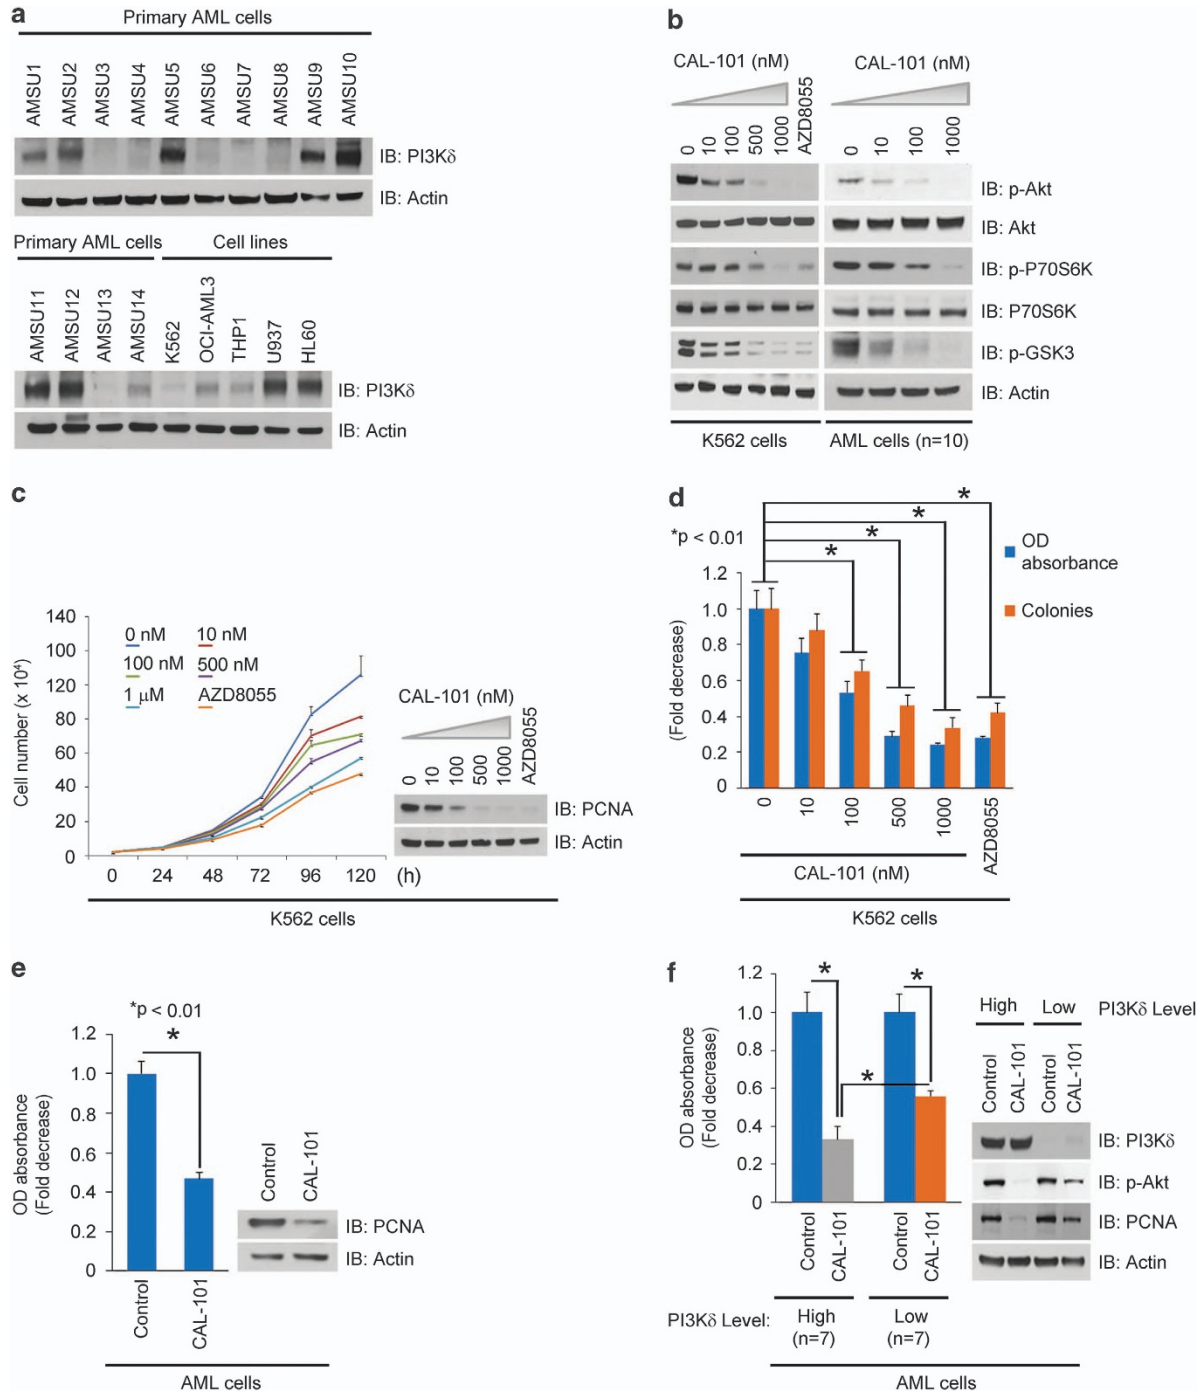 a
Primary AML cells
AMSU1 AMSU2 AMSU3 AMSU4 AMSU5 AMSU6 AMSU7 AMSU8 AMSU9 AMSU10
IB: PI3Kδ
IB: Actin
Primary AML cells Cell lines
AMSU11 AMSU12 AMSU13 AMSU14 K562 OCI-AML3 THP1 U937 HL60
IB: PI3Kδ
IB: Actin
b
CAL-101 (nM) CAL-101 (nM)
0 10 100 500 1000 AZD8055 0 10 100 1000
IB: p-Akt
IB: Akt
IB: p-P70S6K
IB: P70S6K
IB: p-GSK3
IB: Actin
K562 cells AML cells (n=10)
c
Cell number (x 10⁴)
140
100
120
80
60
40
20
0
0 nM 10 nM
100 nM 500 nM
1 μM AZD8055
0 24 48 72 96 120 (h)
CAL-101 (nM)
0 10 100 500 1000 AZD8055
IB: PCNA
IB: Actin
K562 cells
d
*p < 0.01
* * * *
OD
absorbance
Colonies
(Fold decrease)
1.2
1.0
0.8
0.6
0.4
0.2
0
0 10 100 500 1000 AZD8055
CAL-101 (nM)
K562 cells
e
*p < 0.01
*
OD absorbance
(Fold decrease)
1.2
1.0
0.8
0.6
0.4
0.2
0
Control CAL-101
Control CAL-101
IB: PCNA
IB: Actin
AML cells
f
OD absorbance
(Fold decrease)
1.2
1.0
0.8
0.6
0.4
0.2
0
* * *
Control CAL-101 Control CAL-101
PI3Kδ Level: High Low
(n=7) (n=7)
High Low PI3Kδ Level
Control CAL-101 Control CAL-101
IB: PI3Kδ
IB: p-Akt
IB: PCNA
IB: Actin
AML cells